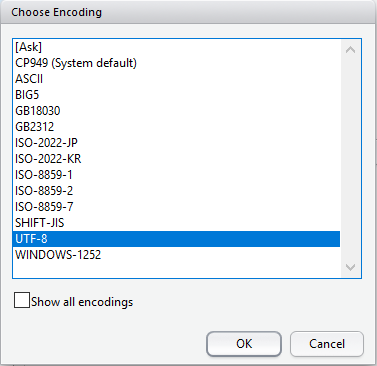 Choose Encoding
[Ask]
CP949 (System default)
ASCII
BIG5
GB18030
GB2312
ISO-2022-JP
ISO-2022-KR
ISO-8859-1
ISO-8859-2
ISO-8859-7
SHIFT-JIS
UTF-8
WINDOWS-1252
Show all encodings
OK Cancel